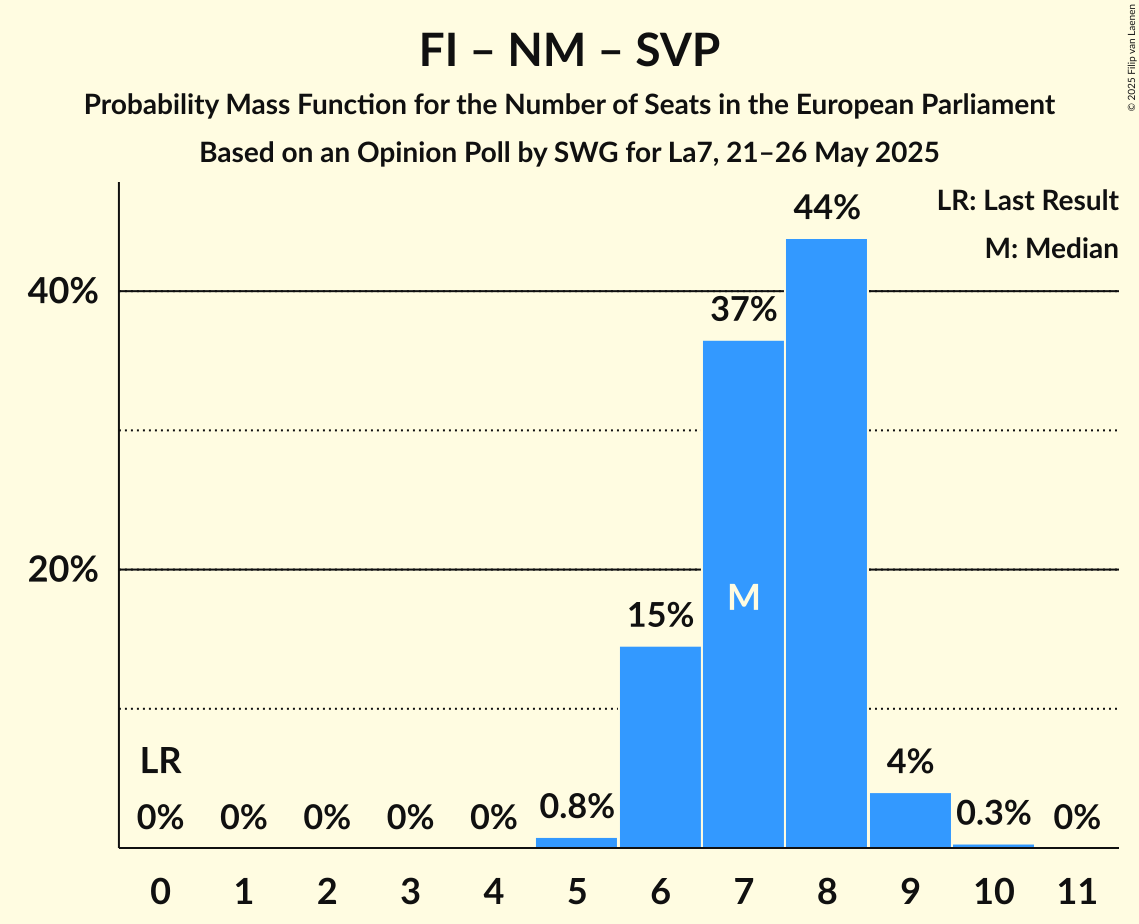 FI – NM – SVP
Probability Mass Function for the Number of Seats in the European Parliament
Based on an Opinion Poll by SWG for La7, 21–26 May 2025
© 2025 Filip van Laenen
LR: Last Result
M: Median
44%
40%
37%
20%
M
15%
LR
4%
0% 0% 0% 0% 0% 0.8% 0.3% 0%
0 1 2 3 4 5 6 7 8 9 10 11